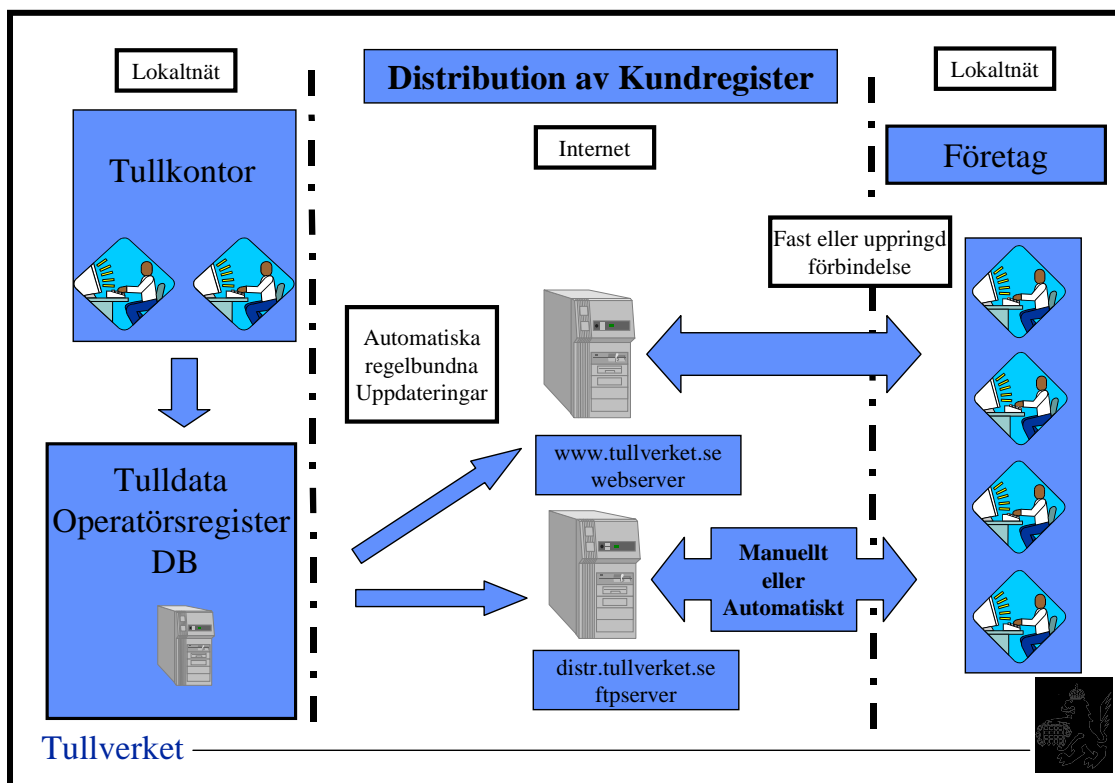 Lokaltnät
Distribution av Kundregister
Lokaltnät
Tullkontor
Internet
Företag
Fast eller uppringd
förbindelse
Automatiska
regelbundna
Uppdateringar
www.tullverket.se
webserver
Tulldata
Operatörsregister
DB
Manuellt
eller
Automatiskt
distr.tullverket.se
ftpserver
Tullverket